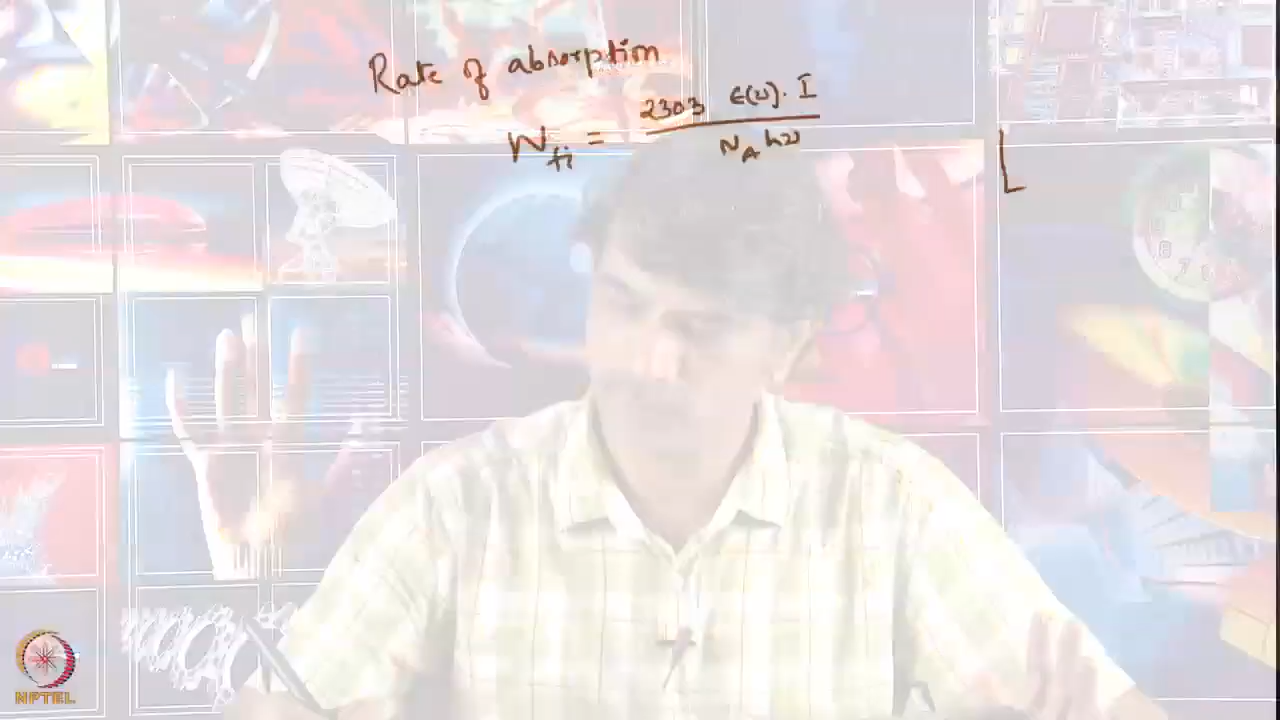 Rate of absorption
W_fi = 2303 ϵ(ν) · I / N_A hν
[
NPTEL